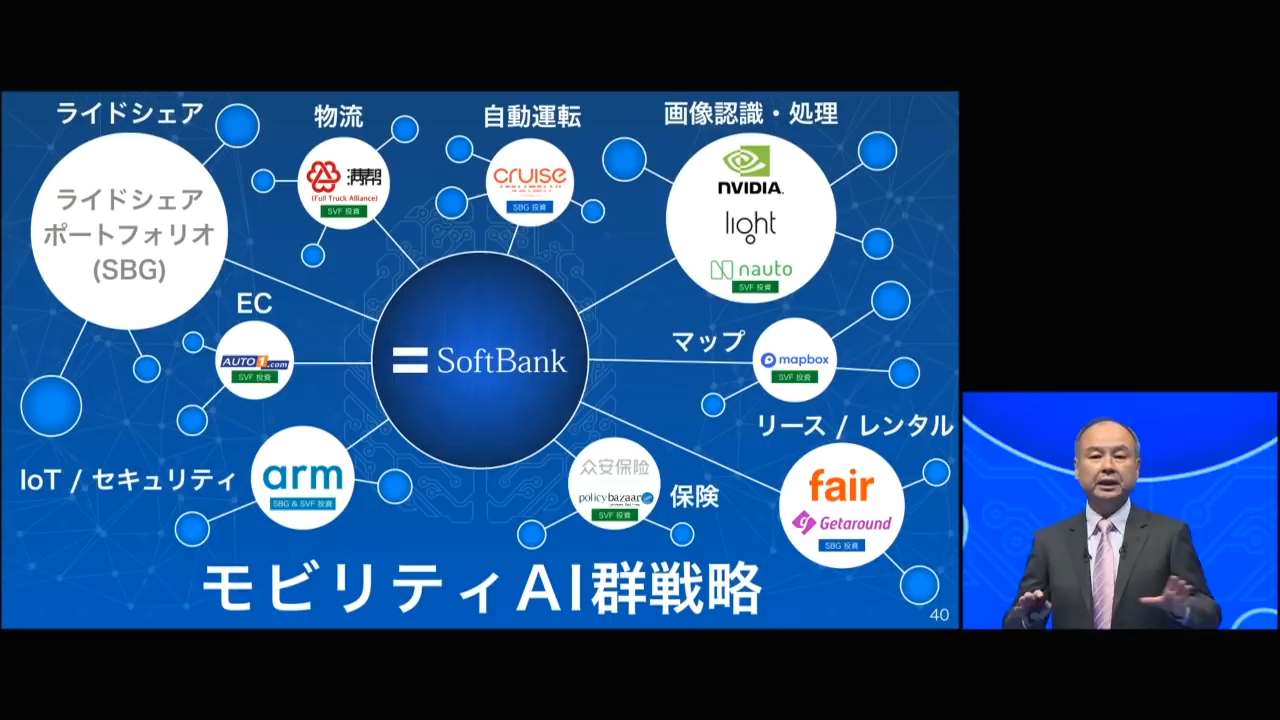 ライドシェア
ライドシェア
ポートフォリオ
(SBG)
物流
满帮
(Full Truck Alliance)
SVF 投資
自動運転
CRUISE
SBG 投資
画像認識・処理
NVIDIA.
light
nauto
SVF 投資
EC
AUTO1.com
SVF 投資
SoftBank
マップ
mapbox
SVF 投資
IoT / セキュリティ
arm
SBG & SVF 投資
众安保险
policybazaar
SVF 投資
保険
リース / レンタル
fair
Getaround
SBG 投資
モビリティAI群戦略
40